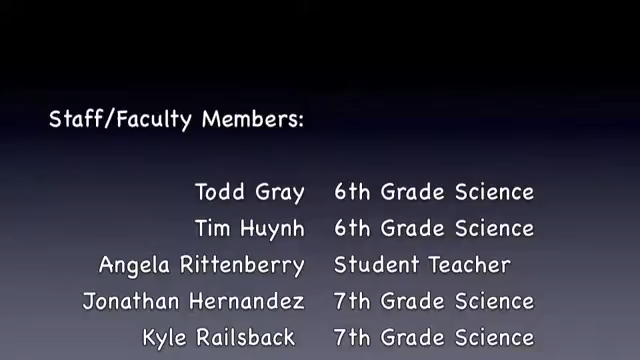 Staff/Faculty Members:
Todd Gray 6th Grade Science
Tim Huynh 6th Grade Science
Angela Rittenberry Student Teacher
Jonathan Hernandez 7th Grade Science
Kyle Railsback 7th Grade Science